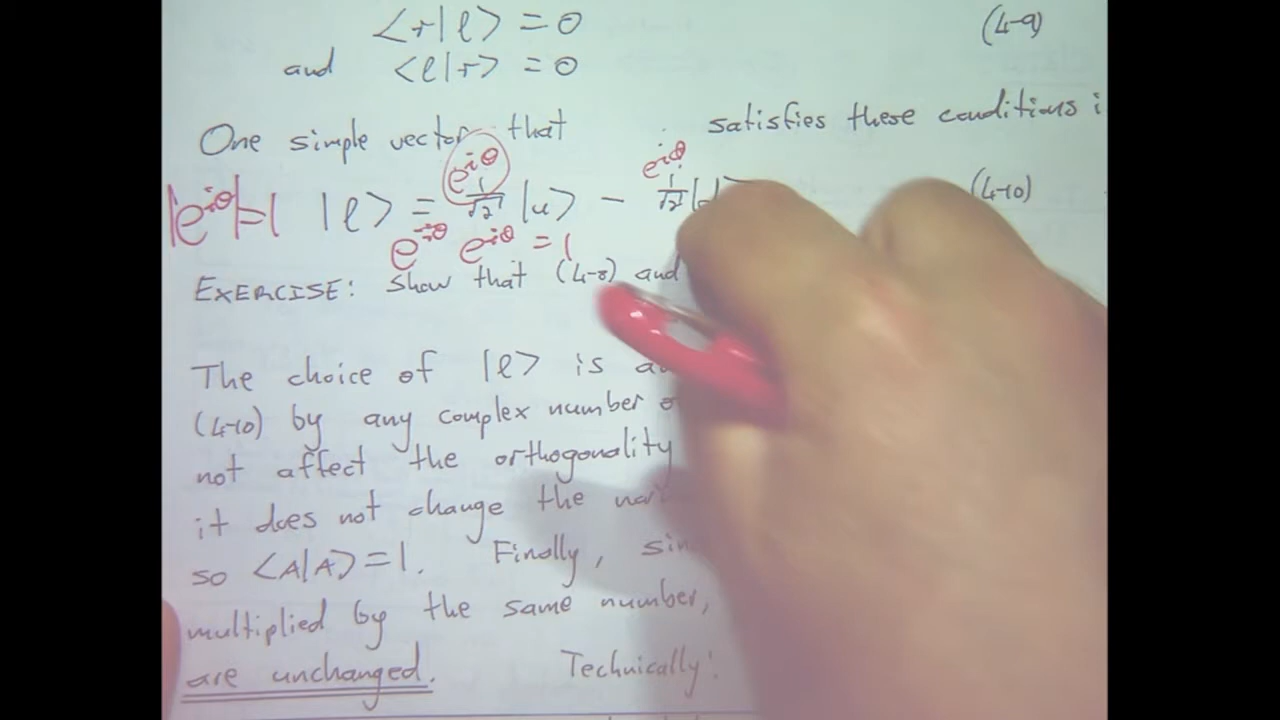 <r|l> = 0 (4-9)
and <l|r> = 0
One simple vector that satisfies these conditions i
e^{iθ} e^{iθ}
|e^{iθ}|=1 |l> = 1/√2 |u> - 1/√2 |d> (4-10)
e^{-iθ} e^{iθ} = 1
EXERCISE: Show that (4-8) and
The choice of |l> is
(4-10) by any complex number
not affect the orthogonality
it does not change the
so <A|A> = 1. Finally,
multiplied by the same number,
are unchanged. Technically: